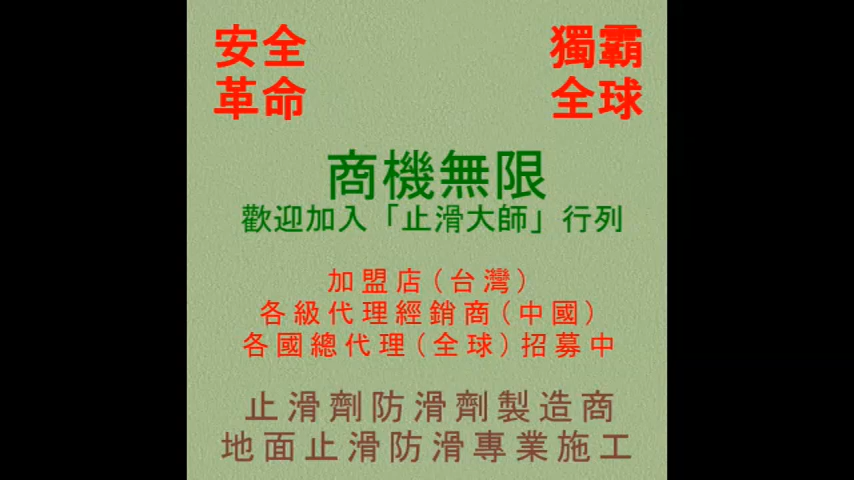 安全
革命
獨霸
全球
商機無限
歡迎加入「止滑大師」行列
加盟店(台灣)
各級代理經銷商(中國)
各國總代理(全球)招募中
止滑劑防滑劑製造商
地面止滑防滑專業施工